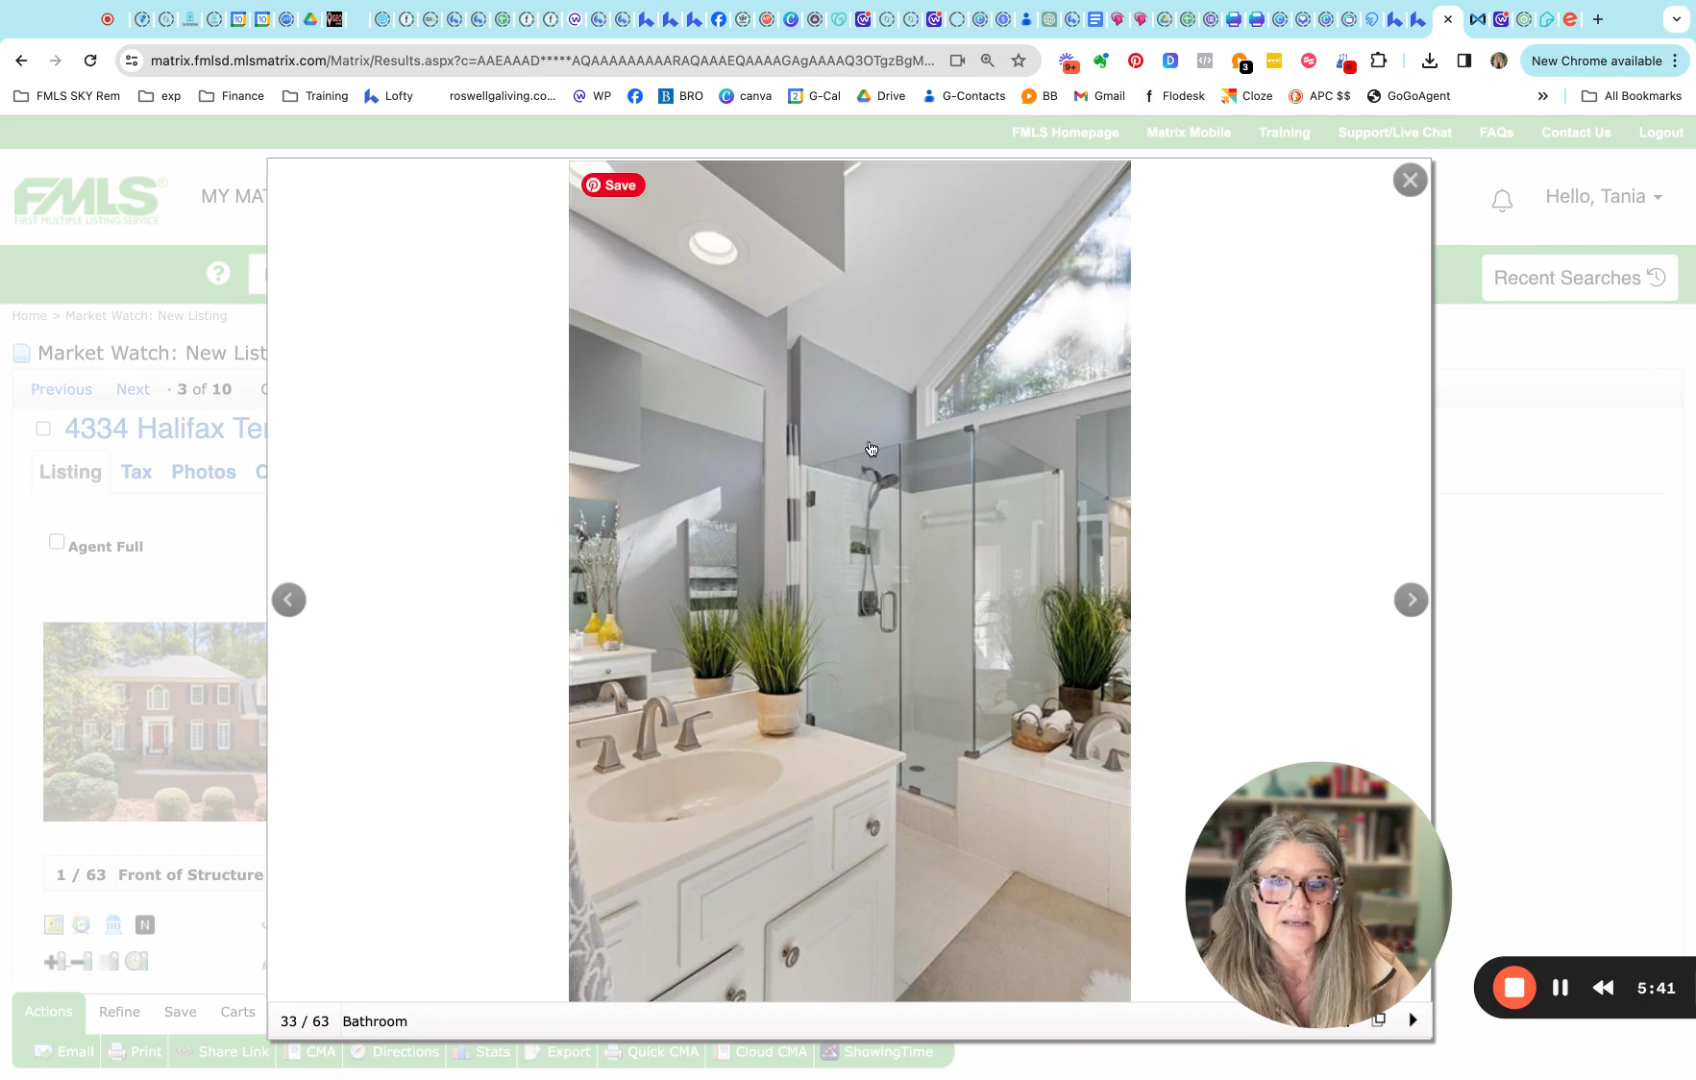 matrix.fmlsd.mlsmatrix.com/Matrix/Results.aspx?c=AAEAAAD*****AQAAAAAAAAARAQAAAEQAAAAGAgAAAAQ3OTgzBgM...
9+
3
New Chrome available
FMLS SKY Rem
exp
Finance
Training
Lofty
roswellgaliving.co...
WP
BRO
canva
G-Cal
Drive
G-Contacts
BB
Gmail
Flodesk
Cloze
APC $$
GoGoAgent
All Bookmarks
FMLS Homepage
Matrix Mobile
Training
Support/Live Chat
FAQs
Contact Us
Logout
FMLS
FIRST MULTIPLE LISTING SERVICE
MY MA
Hello, Tania
Save
Recent Searches
Home > Market Watch: New Listing
Market Watch: New List
Previous Next · 3 of 10
4334 Halifax Te
Listing Tax Photos
Agent Full
1 / 63 Front of Structure
33 / 63 Bathroom
5:41
Actions Refine Save Carts
Email Print Share Link CMA Directions Stats Export Quick CMA Cloud CMA ShowingTime